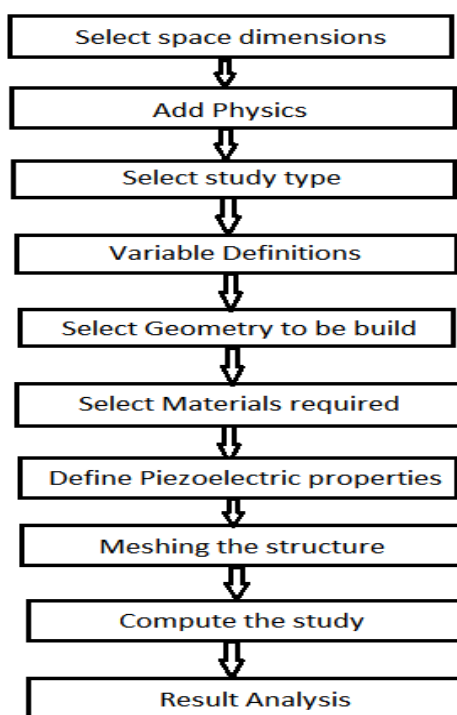 Select space dimensions
Add Physics
Select study type
Variable Definitions
Select Geometry to be build
Select Materials required
Define Piezoelectric properties
Meshing the structure
Compute the study
Result Analysis